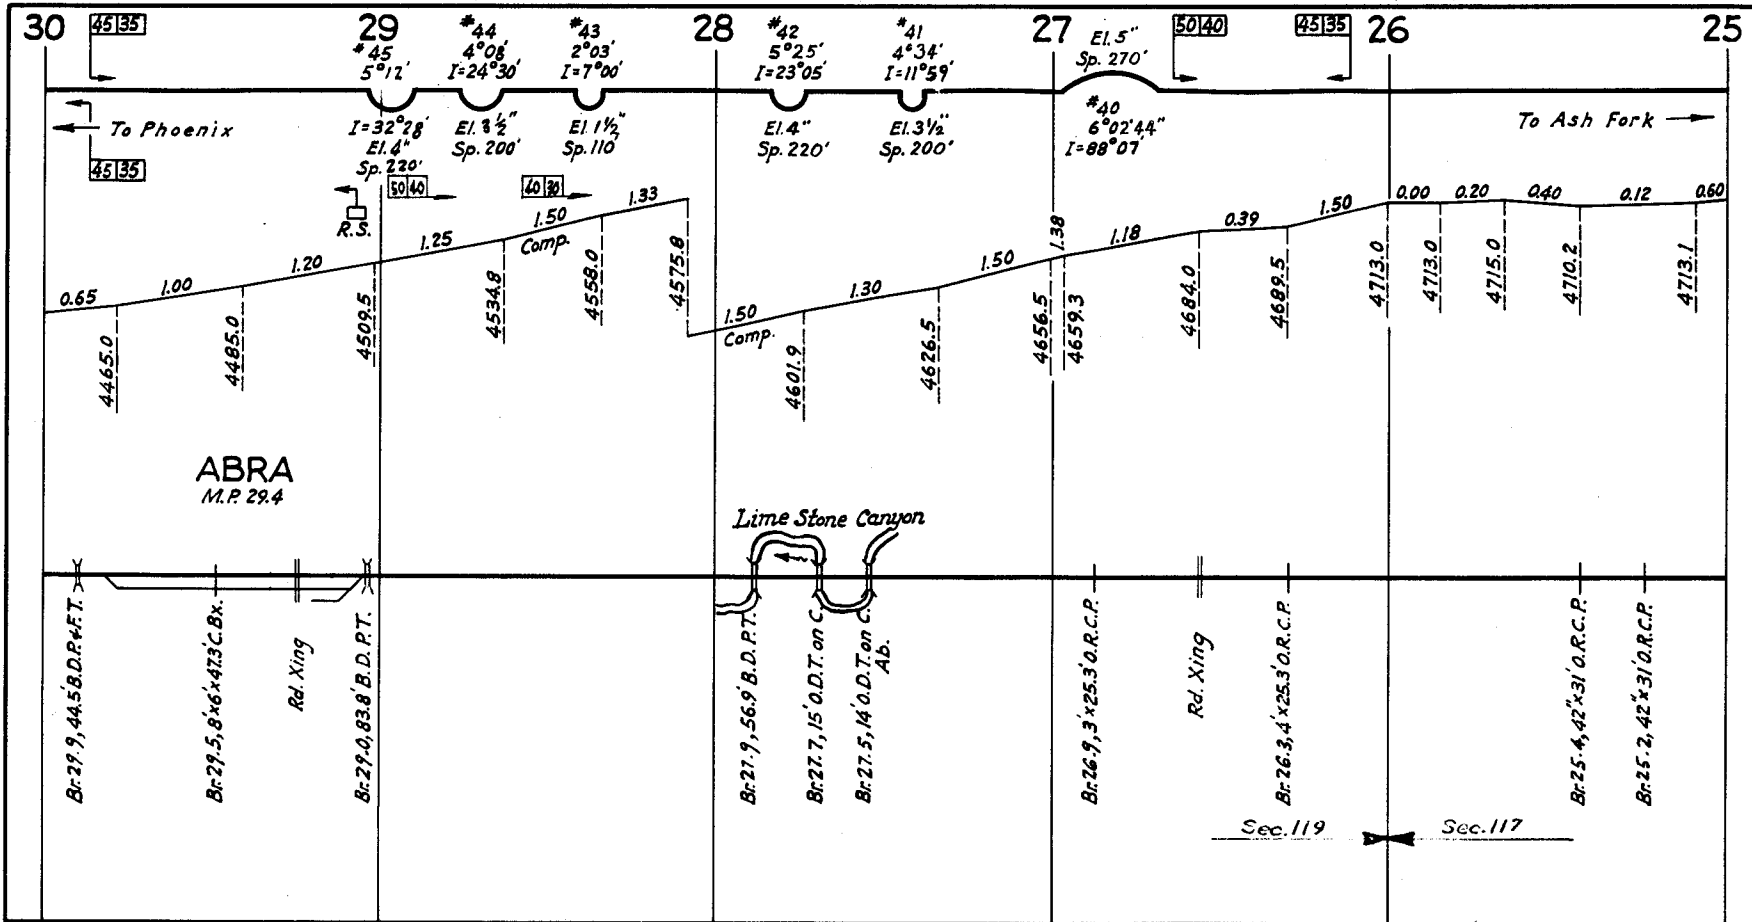 30 29 28 27 26 25
45 35
50 40
45 35
#45
5°12'
I=32°28'
El. 4"
Sp. 220'
#44
4°08'
I=24°30'
El. 3½"
Sp. 200'
#43
2°03'
I=7°00'
El. 1½"
Sp. 110'
#42
5°25'
I=23°05'
El. 4"
Sp. 220'
#41
4°34'
I=11°59'
El. 3½"
Sp. 200'
El. 5"
Sp. 270'
#40
6°02'44"
I=88°07'
To Phoenix
To Ash Fork
45 35
50 40
40 30
R.S.
0.65 1.00 1.20 1.25 1.50 1.33
Comp.
1.50 1.30 1.50 1.38 1.18 0.39 1.50 0.00 0.20 0.40 0.12 0.60
Comp.
4465.0
4485.0
4509.5
4534.8
4558.0
4575.8
4601.9
4626.5
4656.5
4659.3
4684.0
4689.5
4713.0
4713.0
4715.0
4710.2
4713.1
ABRA
M.P. 29.4
Lime Stone Canyon
Br. 29.9, 44.5' B.D.P.&F.T.
Br. 29.5, 8'x6'x47.3' C.Bx.
Rd. Xing
Br. 29.0, 83.8' B.D.P.T.
Br. 27.9, 56.9' B.D.P.T.
Br. 27.7, 15' O.D.T. on C.
Br. 27.5, 14' O.D.T. on C.
Ab.
Br. 26.9, 3'x25.3' O.R.C.P.
Rd. Xing
Br. 26.3, 4'x25.3' O.R.C.P.
Br. 25.4, 42"x31' O.R.C.P.
Br. 25.2, 42"x31' O.R.C.P.
Sec. 119
Sec. 117